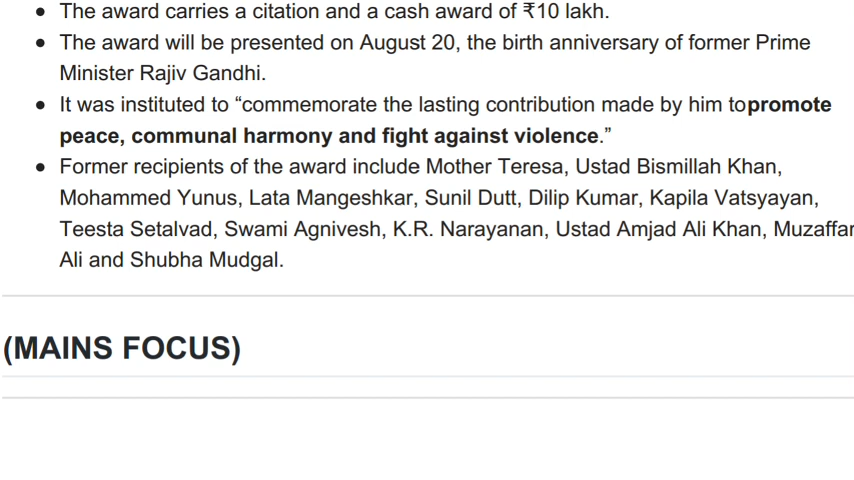 ● The award carries a citation and a cash award of ₹10 lakh.
● The award will be presented on August 20, the birth anniversary of former Prime
Minister Rajiv Gandhi.
● It was instituted to “commemorate the lasting contribution made by him topromote
peace, communal harmony and fight against violence.”
● Former recipients of the award include Mother Teresa, Ustad Bismillah Khan,
Mohammed Yunus, Lata Mangeshkar, Sunil Dutt, Dilip Kumar, Kapila Vatsyayan,
Teesta Setalvad, Swami Agnivesh, K.R. Narayanan, Ustad Amjad Ali Khan, Muzaffar
Ali and Shubha Mudgal.
(MAINS FOCUS)